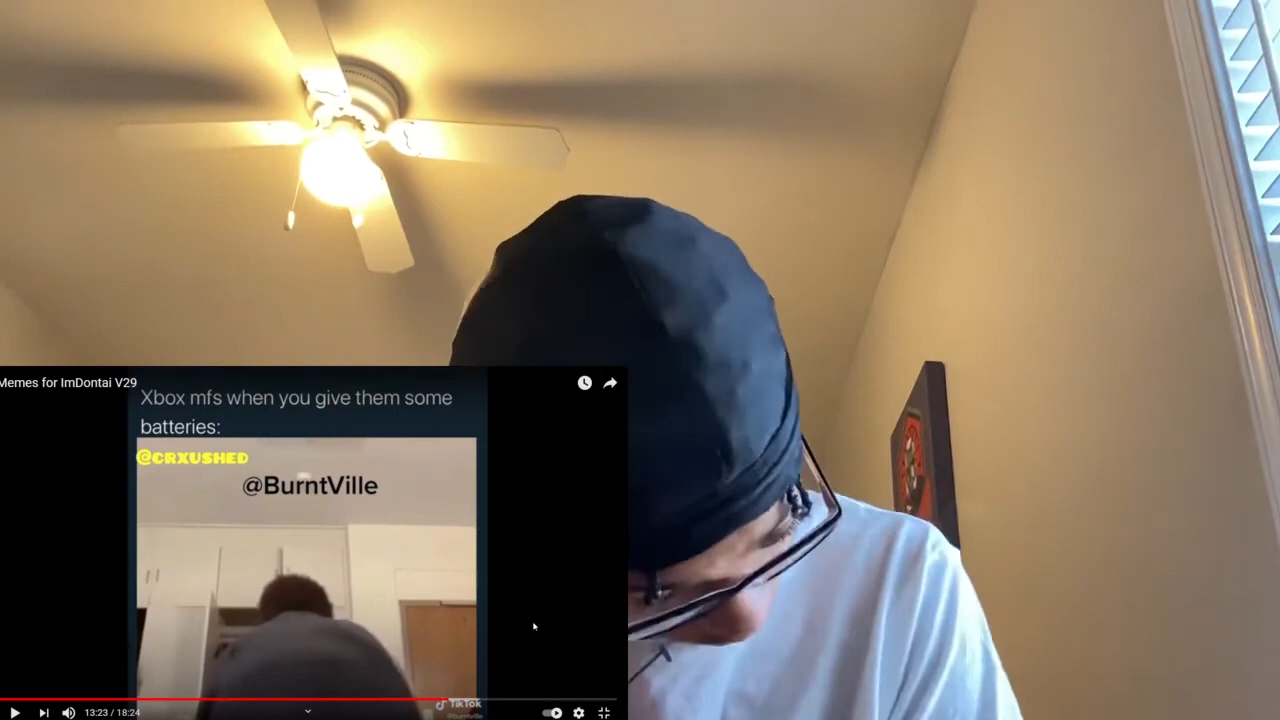 Memes for ImDontai V29
Xbox mfs when you give them some
batteries:
@CRXUSHED
@BurntVille
TikTok
@burntville
13:23 / 18:24